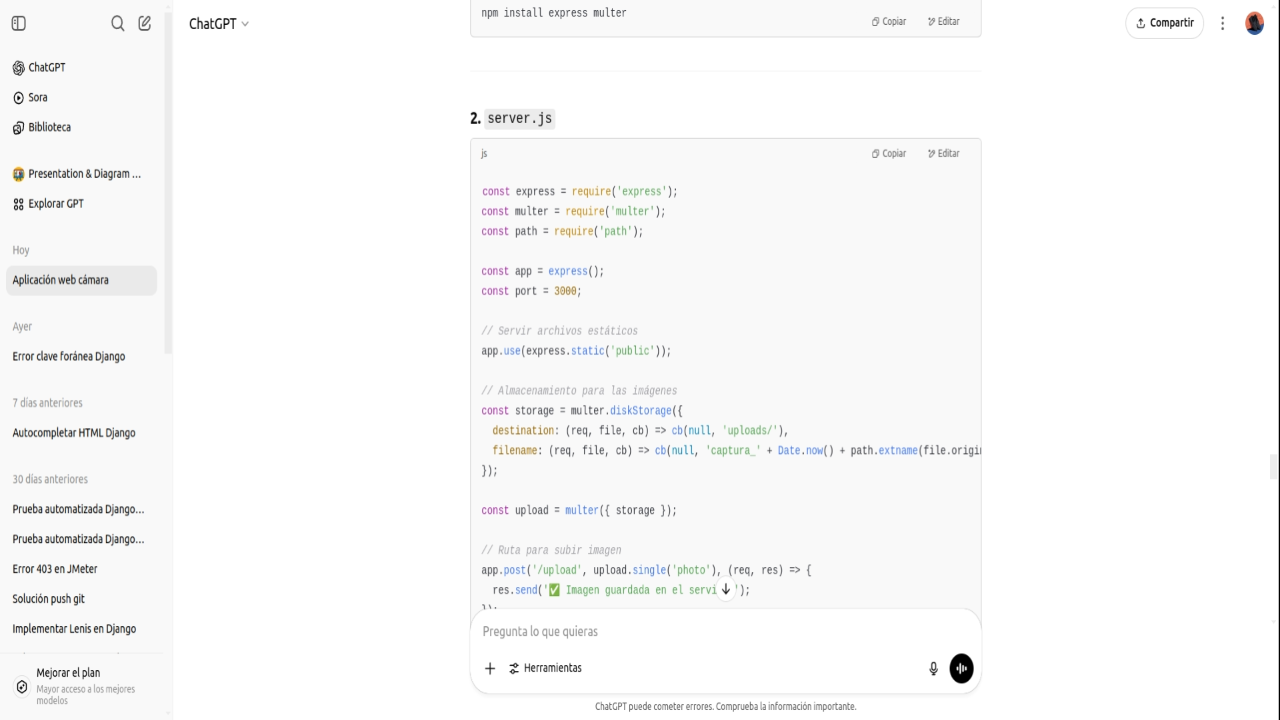 ChatGPT
Sora
Biblioteca
Presentation & Diagram ...
Explorar GPT
Hoy
Aplicación web cámara
Ayer
Error clave foránea Django
7 días anteriores
Autocompletar HTML Django
30 días anteriores
Prueba automatizada Django...
Prueba automatizada Django...
Error 403 en JMeter
Solución push git
Implementar Lenis en Django
Mejorar el plan
Mayor acceso a los mejores
modelos
ChatGPT
Compartir
npm install express multer
Copiar Editar
2. server.js
js Copiar Editar
const express = require('express');
const multer = require('multer');
const path = require('path');
const app = express();
const port = 3000;
// Servir archivos estáticos
app.use(express.static('public'));
// Almacenamiento para las imágenes
const storage = multer.diskStorage({
  destination: (req, file, cb) => cb(null, 'uploads/'),
  filename: (req, file, cb) => cb(null, 'captura_' + Date.now() + path.extname(file.origin
});
const upload = multer({ storage });
// Ruta para subir imagen
app.post('/upload', upload.single('photo'), (req, res) => {
  res.send('✅ Imagen guardada en el servi ');
});
Pregunta lo que quieras
Herramientas
ChatGPT puede cometer errores. Comprueba la información importante.